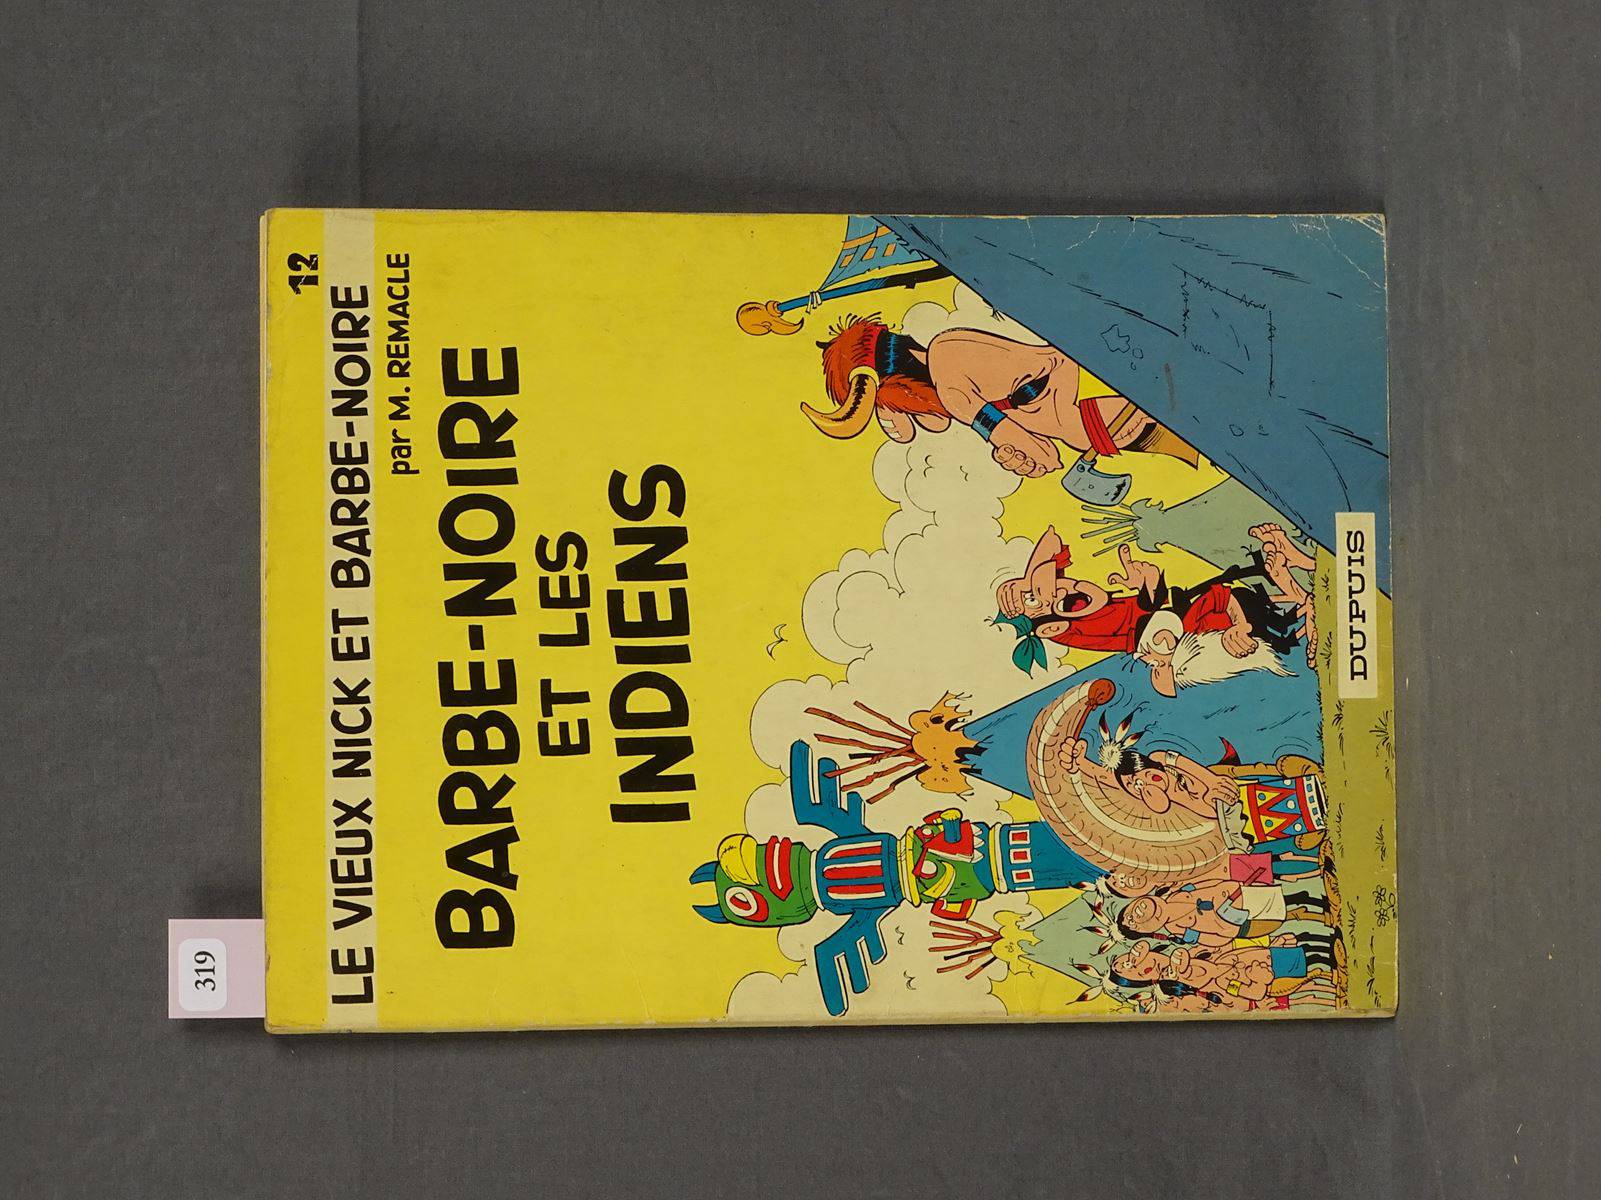 12
LE VIEUX NICK ET BARBE-NOIRE
par M. REMACLE
BARBE-NOIRE
ET LES
INDIENS
DUPUIS
319